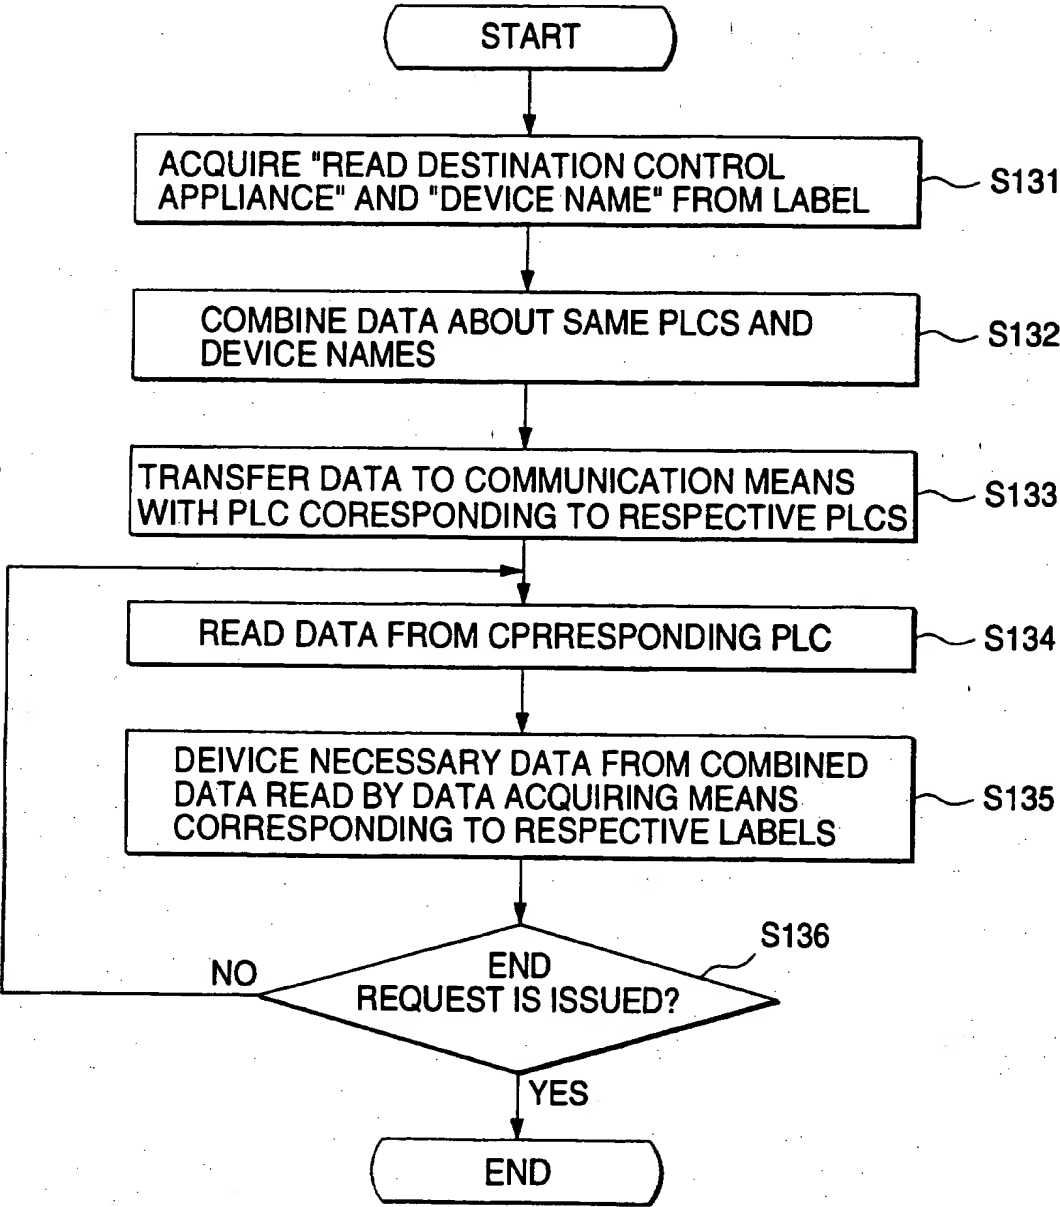 START
ACQUIRE "READ DESTINATION CONTROL
APPLIANCE" AND "DEVICE NAME" FROM LABEL
S131
COMBINE DATA ABOUT SAME PLCS AND
DEVICE NAMES
S132
TRANSFER DATA TO COMMUNICATION MEANS
WITH PLC CORESPONDING TO RESPECTIVE PLCS
S133
READ DATA FROM CPRRESPONDING PLC
S134
DEIVICE NECESSARY DATA FROM COMBINED
DATA READ BY DATA ACQUIRING MEANS
CORRESPONDING TO RESPECTIVE LABELS
S135
S136
NO
END
REQUEST IS ISSUED?
YES
END